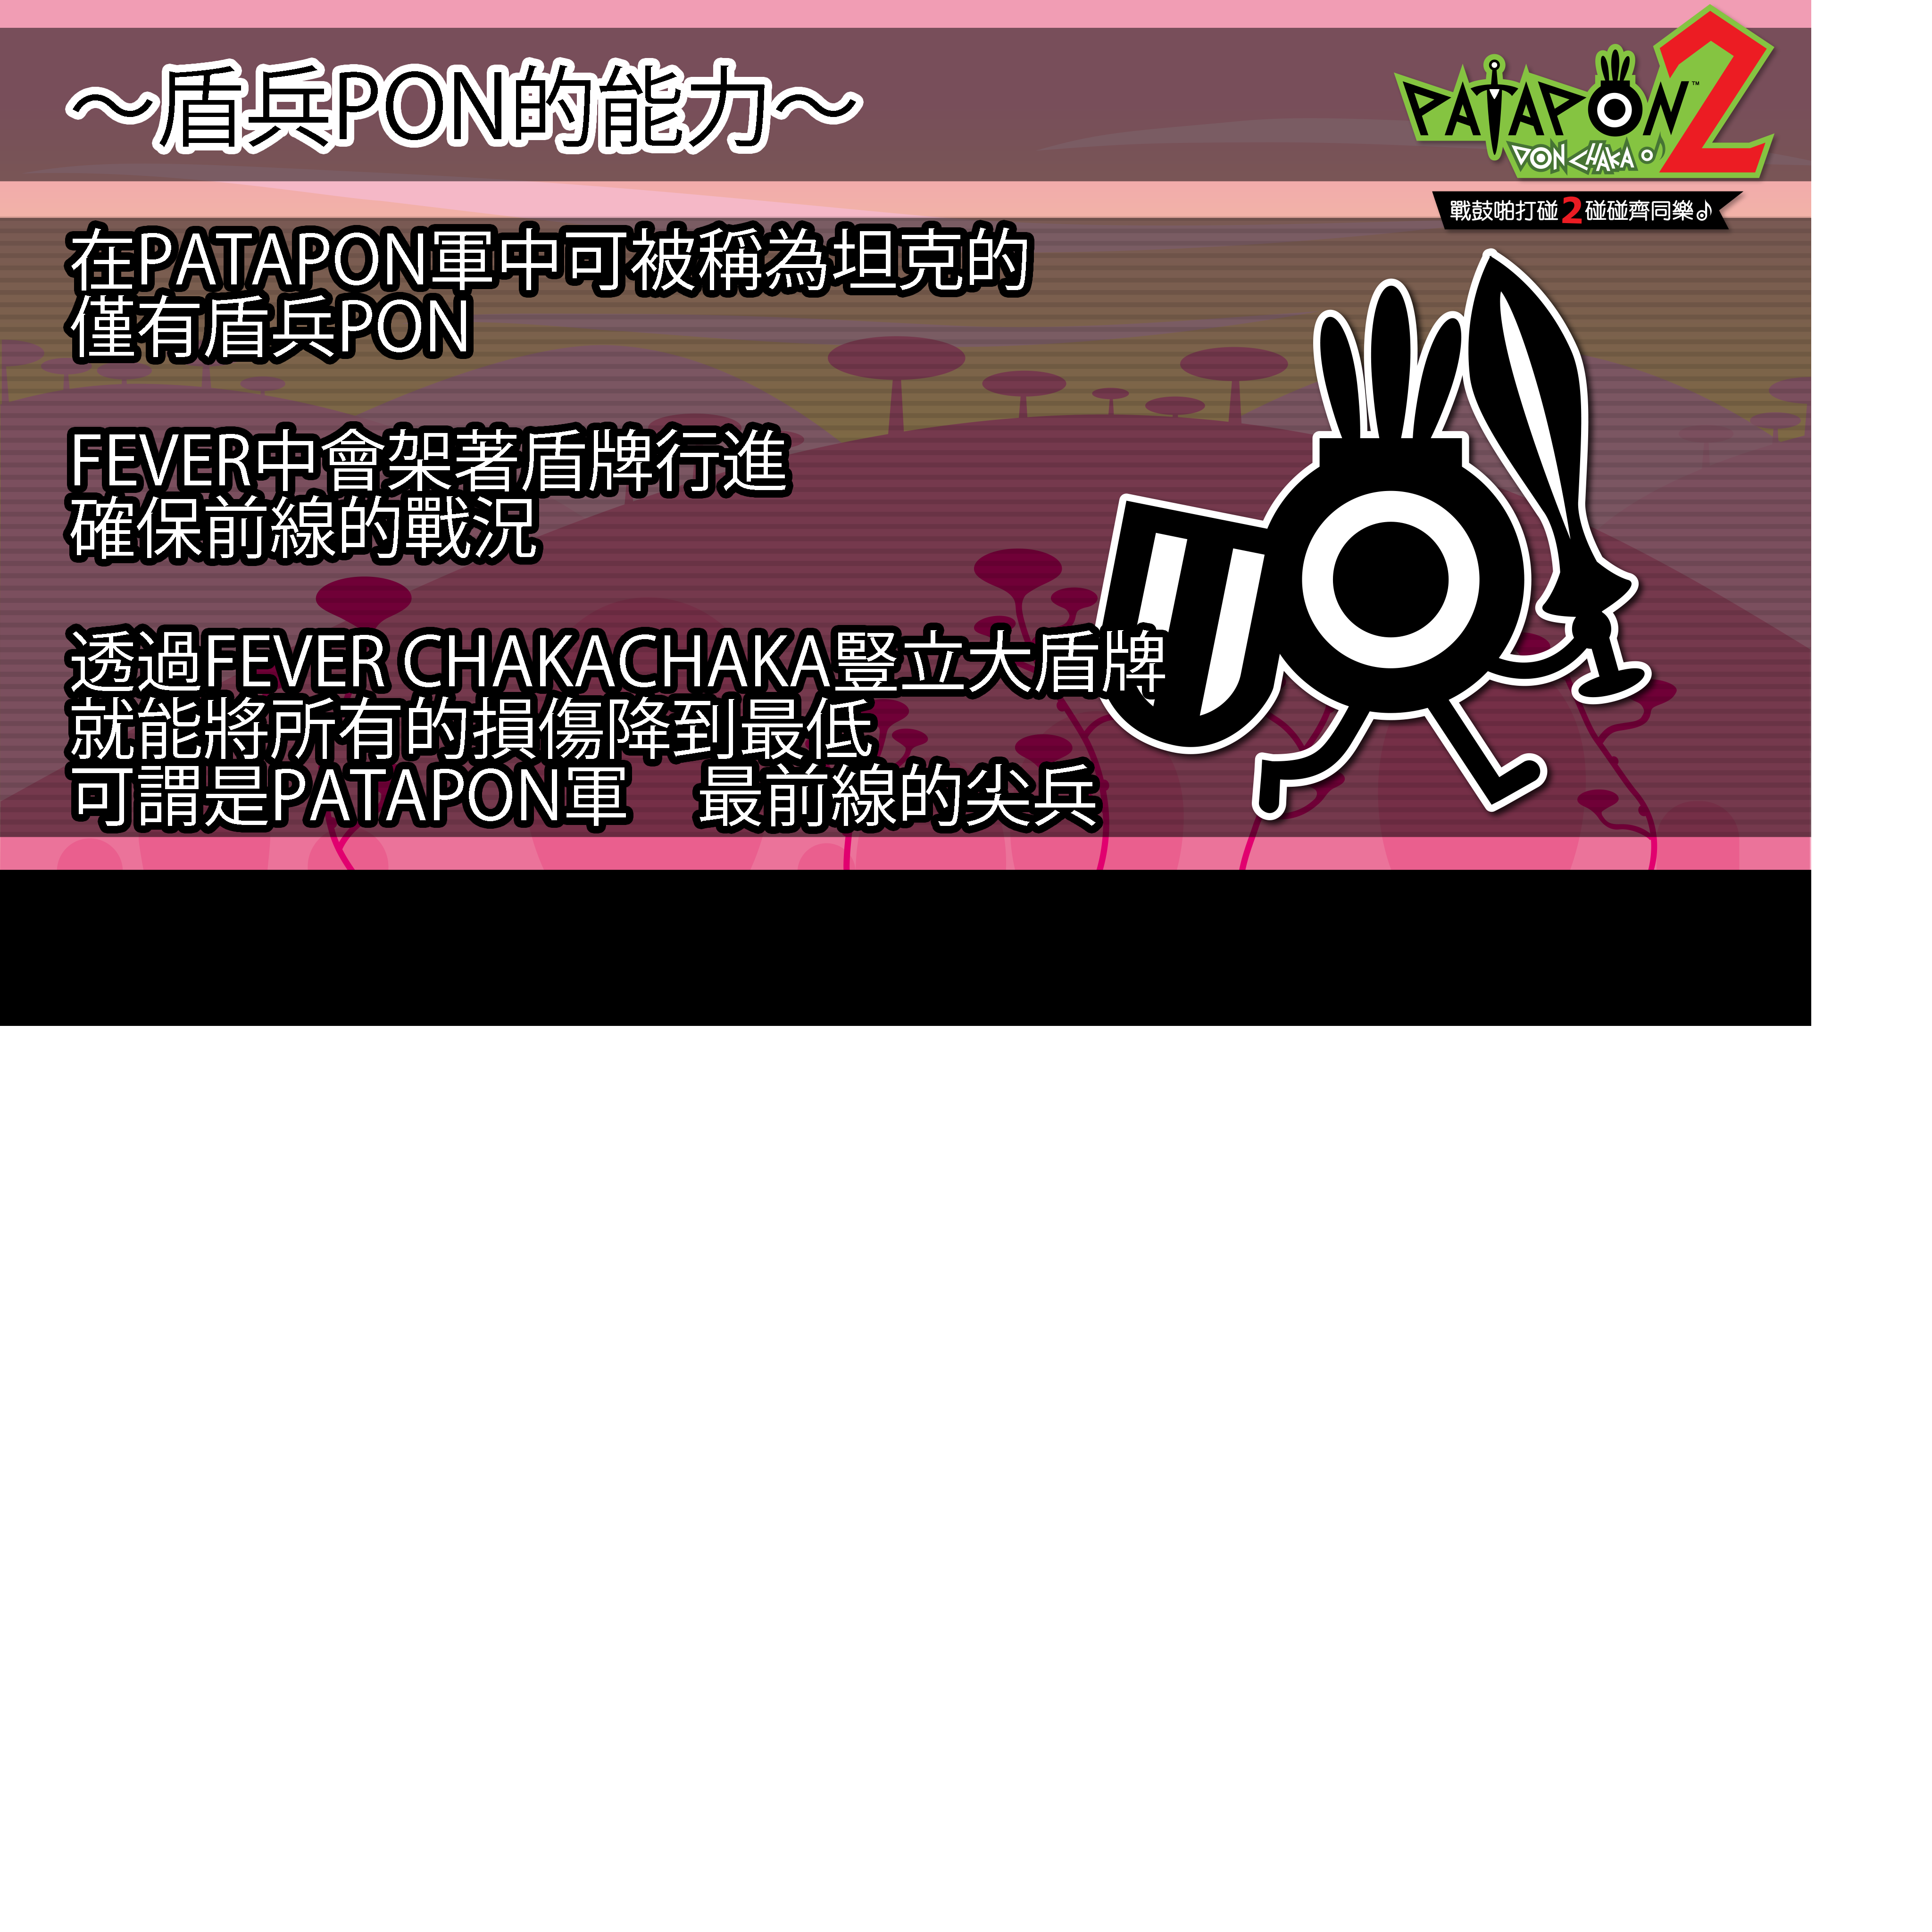 ～盾兵PON的能力～
PATAPON™2
DON CHAKA♪
戰鼓啪打碰2碰碰齊同樂♪
在PATAPON軍中可被稱為坦克的
僅有盾兵PON
FEVER中會架著盾牌行進
確保前線的戰況
透過FEVER CHAKACHAKA豎立大盾牌
就能將所有的損傷降到最低
可謂是PATAPON軍　最前線的尖兵